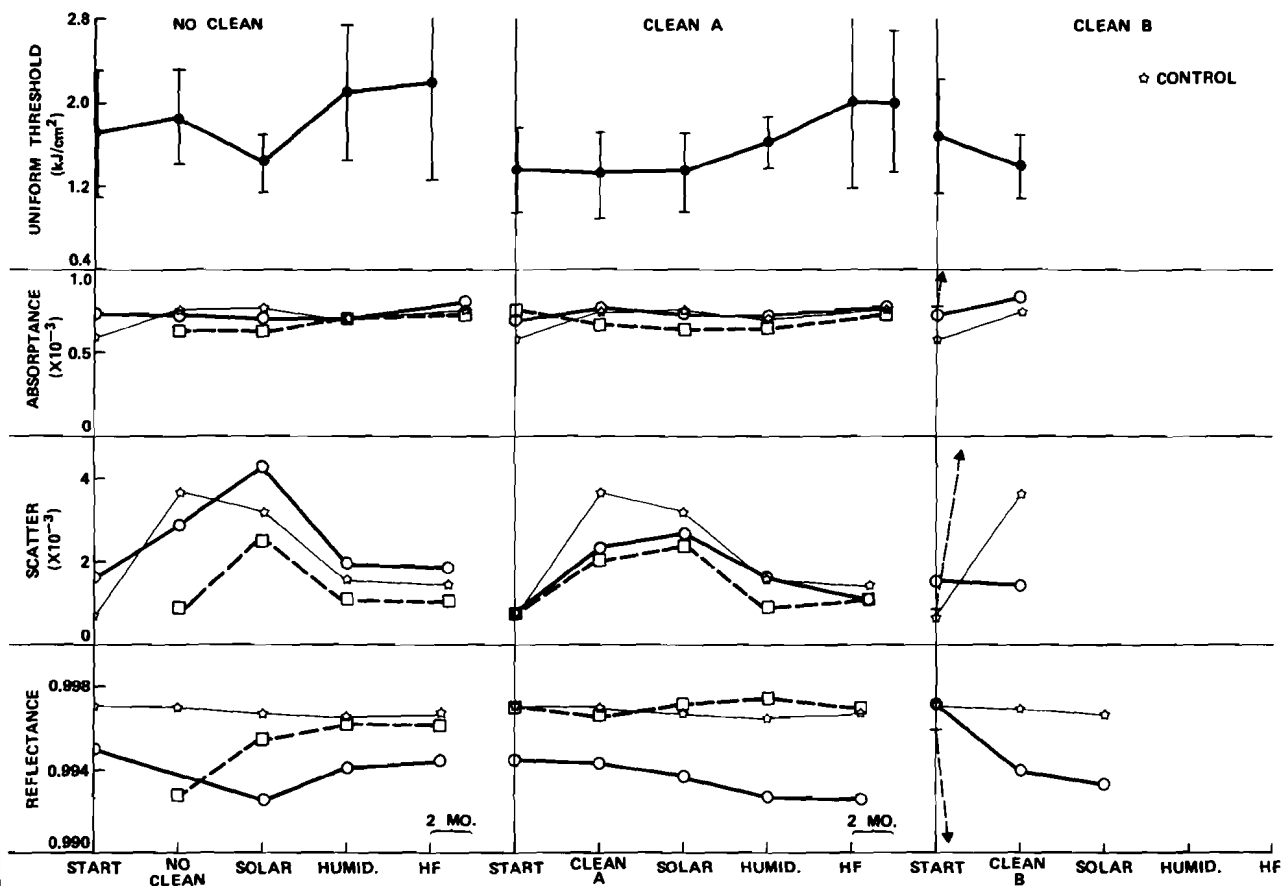 NO CLEAN
CLEAN A
CLEAN B
☆ CONTROL
UNIFORM THRESHOLD
(kJ/cm²)
2.8
2.0
1.2
0.4
ABSORPTANCE
(X10⁻³)
1.0
0.5
0
SCATTER
(X10⁻³)
4
2
0
REFLECTANCE
0.998
0.994
0.990
2 MO.
2 MO.
START
NO
CLEAN
SOLAR
HUMID.
HF
START
CLEAN
A
SOLAR
HUMID.
HF
START
CLEAN
B
SOLAR
HUMID.
HF